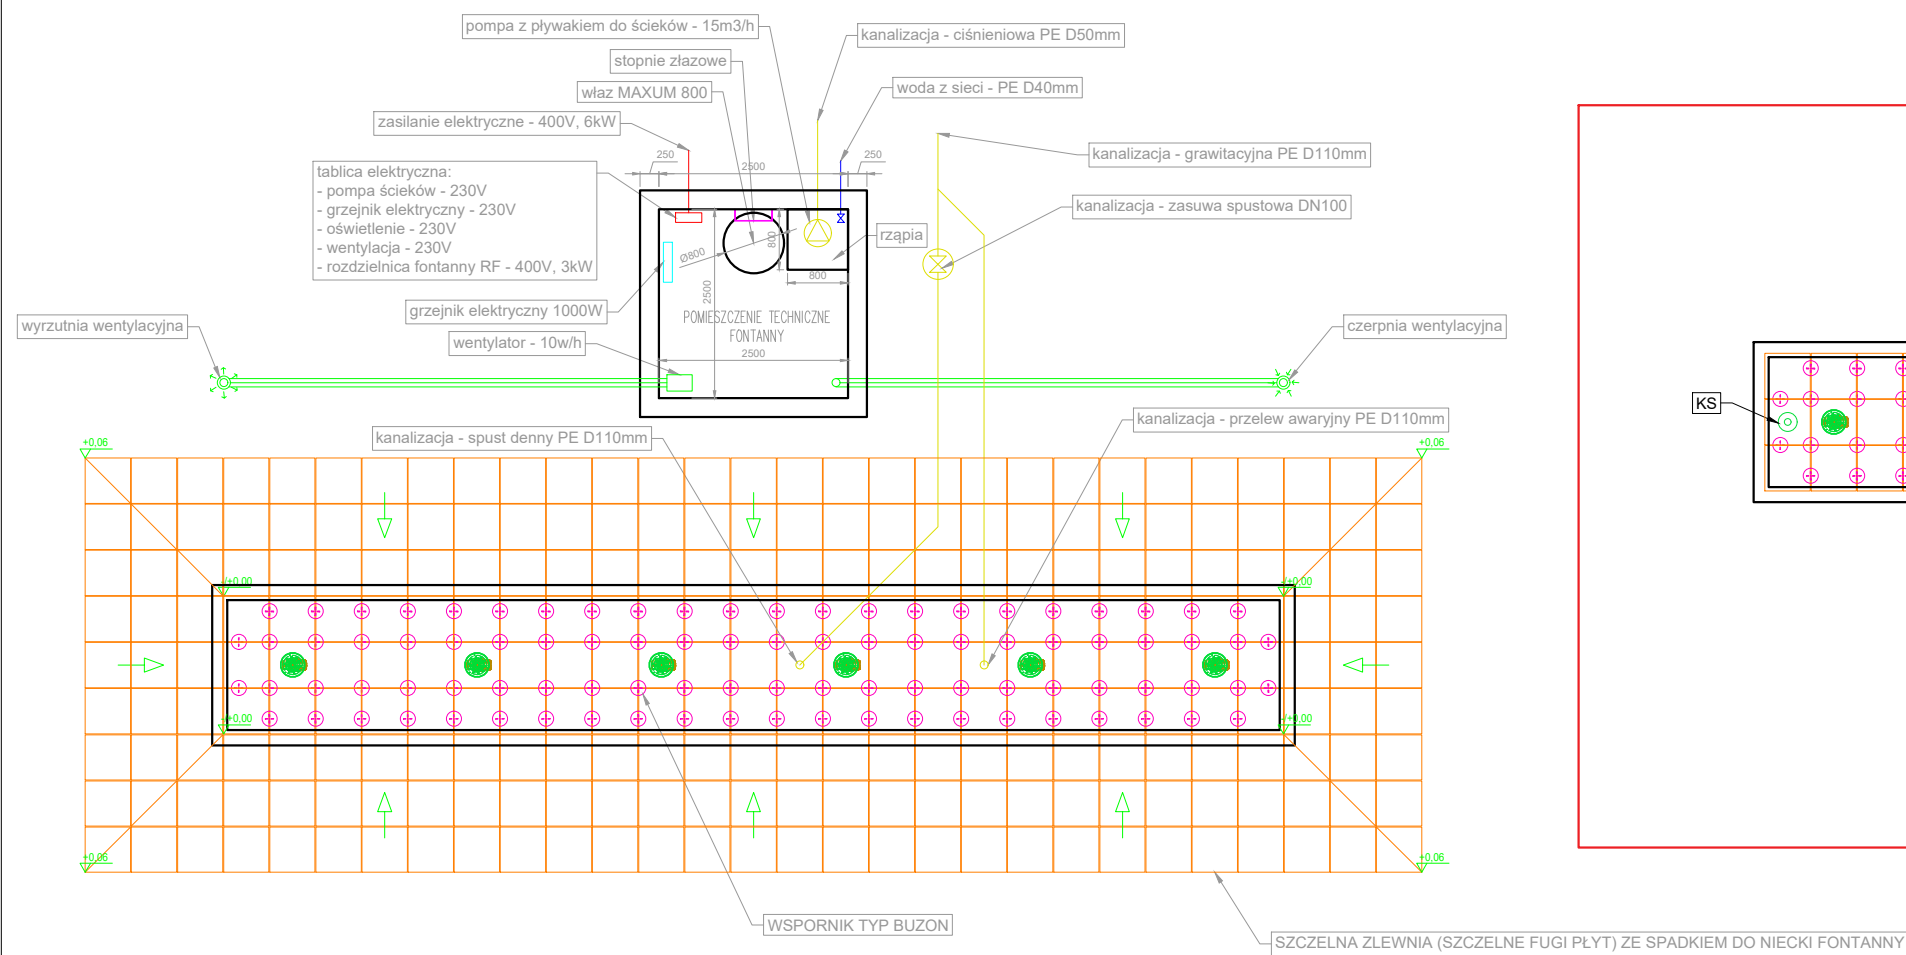 pompa z pływakiem do ścieków - 15m3/h
kanalizacja - ciśnieniowa PE D50mm
stopnie złazowe
właz MAXUM 800
woda z sieci - PE D40mm
zasilanie elektryczne - 400V, 6kW
kanalizacja - grawitacyjna PE D110mm
250
2500
250
tablica elektryczna:
- pompa ścieków - 230V
- grzejnik elektryczny - 230V
- oświetlenie - 230V
- wentylacja - 230V
- rozdzielnica fontanny RF - 400V, 3kW
kanalizacja - zasuwa spustowa DN100
rząpia
Ø800
800
800
2500
grzejnik elektryczny 1000W
POMIESZCZENIE TECHNICZNE
FONTANNY
wyrzutnia wentylacyjna
wentylator - 10w/h
2500
czerpnia wentylacyjna
KS
kanalizacja - spust denny PE D110mm
kanalizacja - przelew awaryjny PE D110mm
+0,06
+0,06
+0,00
+0,00
+0,00
+0,00
+0,06
+0,06
WSPORNIK TYP BUZON
SZCZELNA ZLEWNIA (SZCZELNE FUGI PŁYT) ZE SPADKIEM DO NIECKI FONTANNY